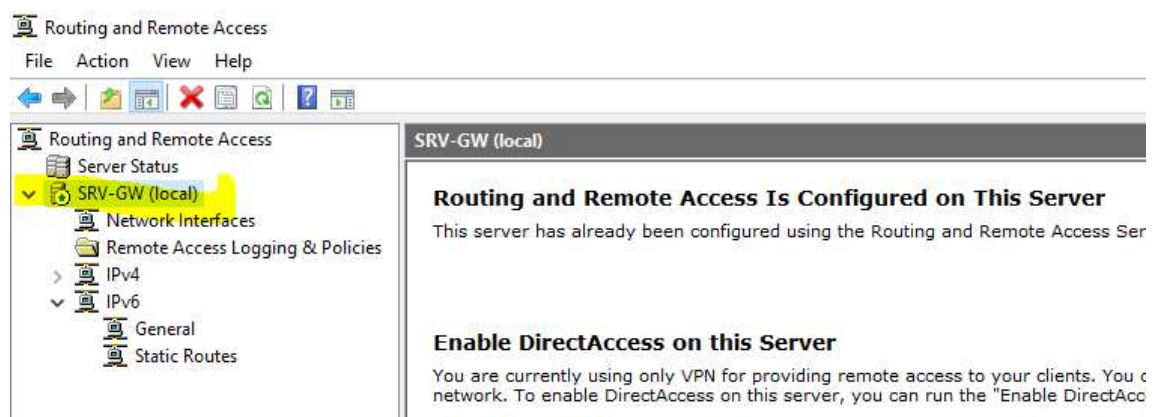 Routing and Remote Access
File Action View Help
Routing and Remote Access
SRV-GW (local)
Server Status
SRV-GW (local)
Network Interfaces
Remote Access Logging & Policies
IPv4
IPv6
General
Static Routes
Routing and Remote Access Is Configured on This Server
This server has already been configured using the Routing and Remote Access
Enable DirectAccess on this Server
You are currently using only VPN for providing remote access to your clients. You
network. To enable DirectAccess on this server, you can run the "Enable